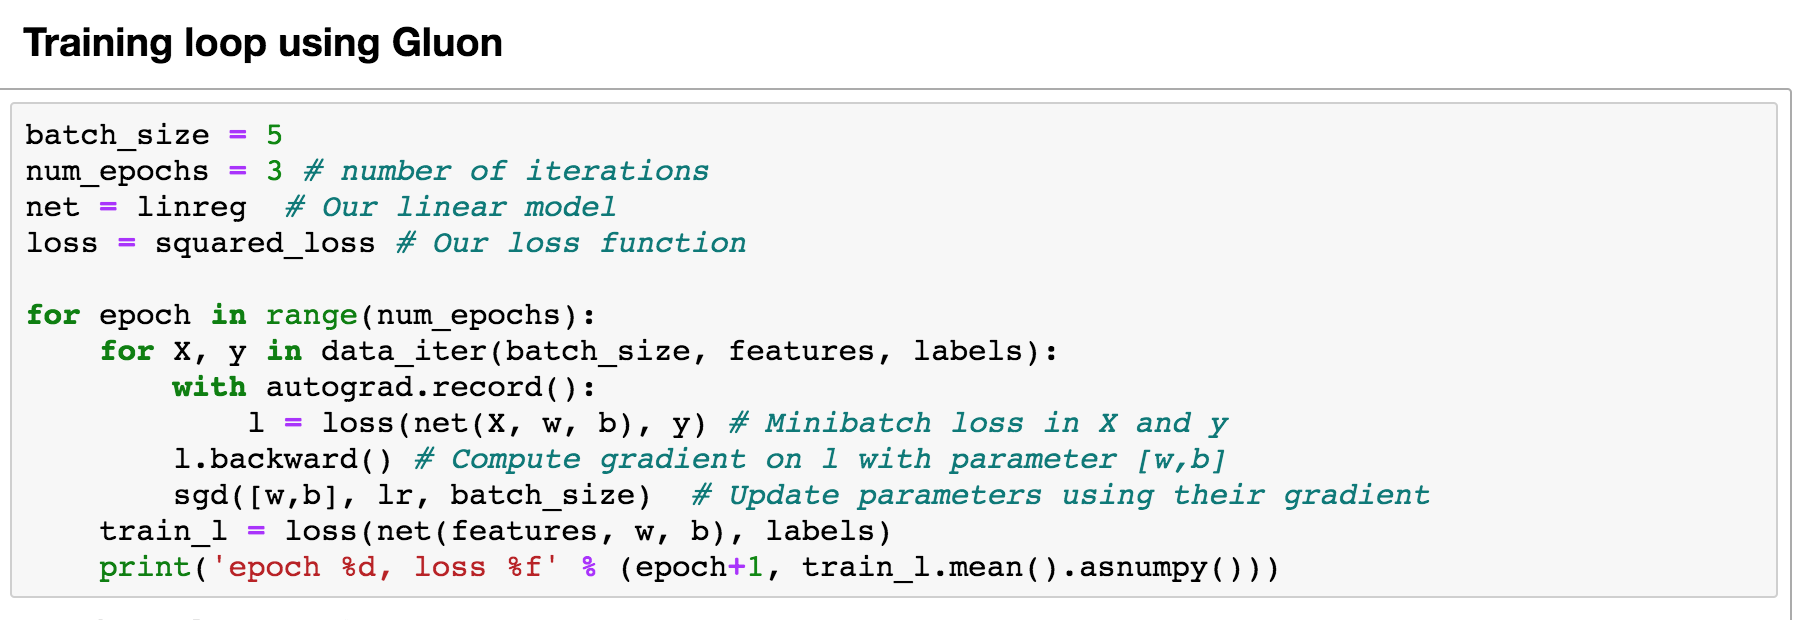 Training loop using Gluon
batch_size = 5
num_epochs = 3 # number of iterations
net = linreg  # Our linear model
loss = squared_loss # Our loss function

for epoch in range(num_epochs):
    for X, y in data_iter(batch_size, features, labels):
        with autograd.record():
            l = loss(net(X, w, b), y) # Minibatch loss in X and y
        l.backward() # Compute gradient on l with parameter [w,b]
        sgd([w,b], lr, batch_size)  # Update parameters using their gradient
    train_l = loss(net(features, w, b), labels)
    print('epoch %d, loss %f' % (epoch+1, train_l.mean().asnumpy()))